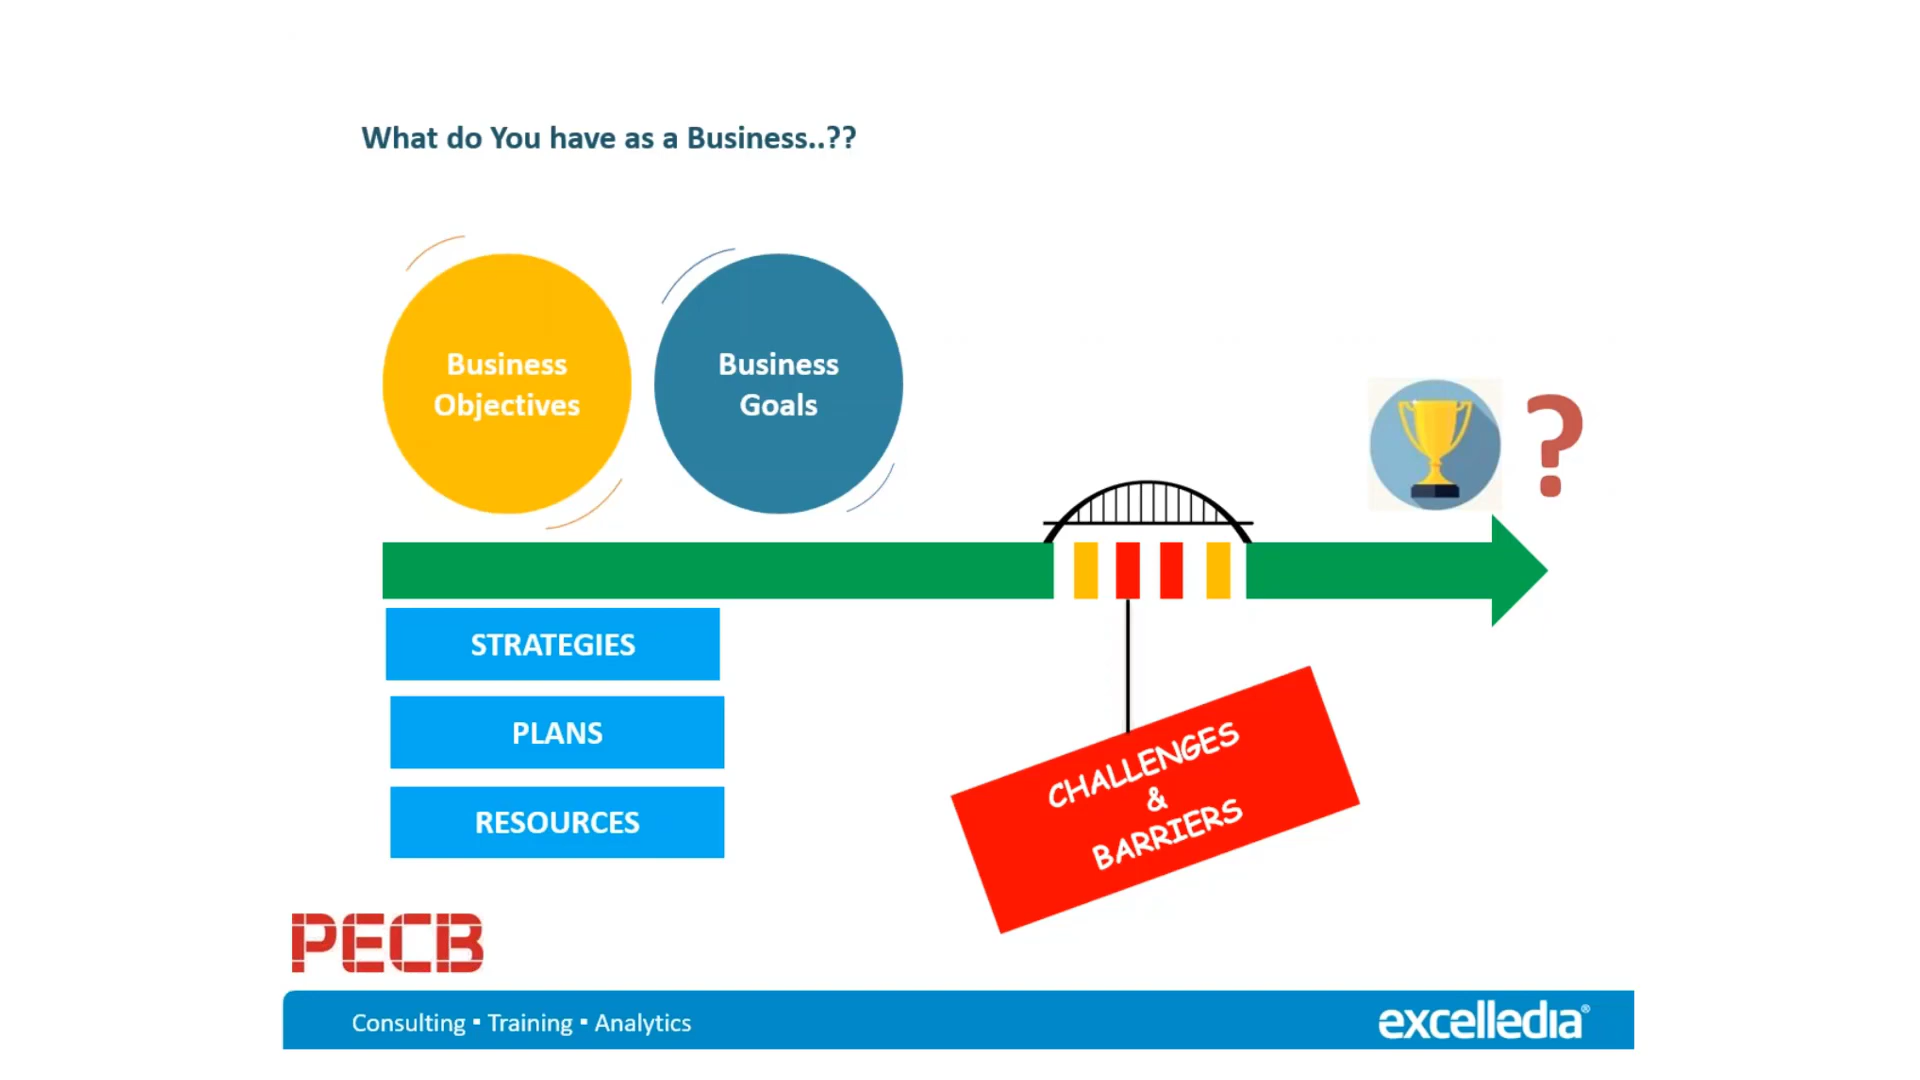 What do You have as a Business..??
Business
Objectives
Business
Goals
?
STRATEGIES
PLANS
RESOURCES
CHALLENGES
&
BARRIERS
PECB
Consulting ▪ Training ▪ Analytics
excelledia®